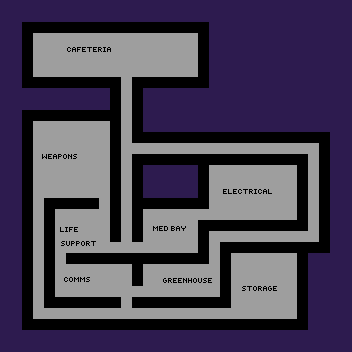 CAFETERIA
WEAPONS
ELECTRICAL
LIFE
SUPPORT
MED BAY
COMMS
GREENHOUSE
STORAGE